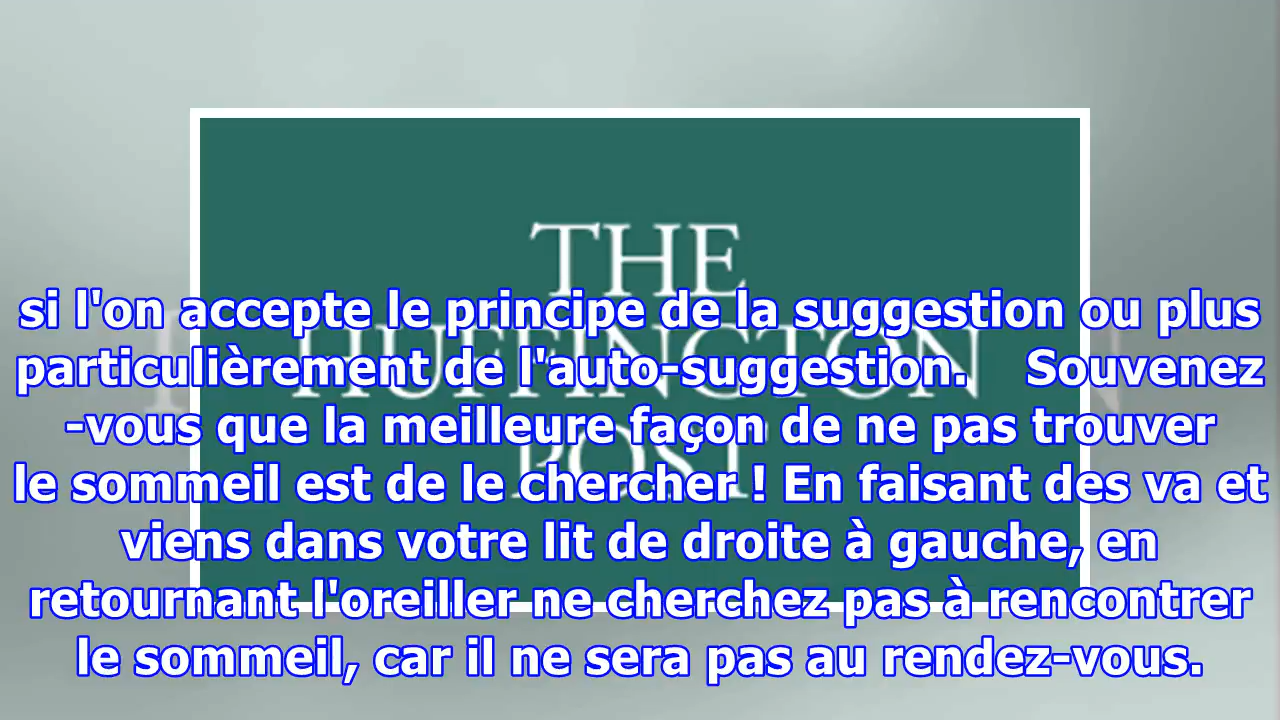 THE
HUFFINGTON
POST
si l'on accepte le principe de la suggestion ou plus
particulièrement de l'auto-suggestion. Souvenez
-vous que la meilleure façon de ne pas trouver
le sommeil est de le chercher ! En faisant des va et
viens dans votre lit de droite à gauche, en
retournant l'oreiller ne cherchez pas à rencontrer
le sommeil, car il ne sera pas au rendez-vous.